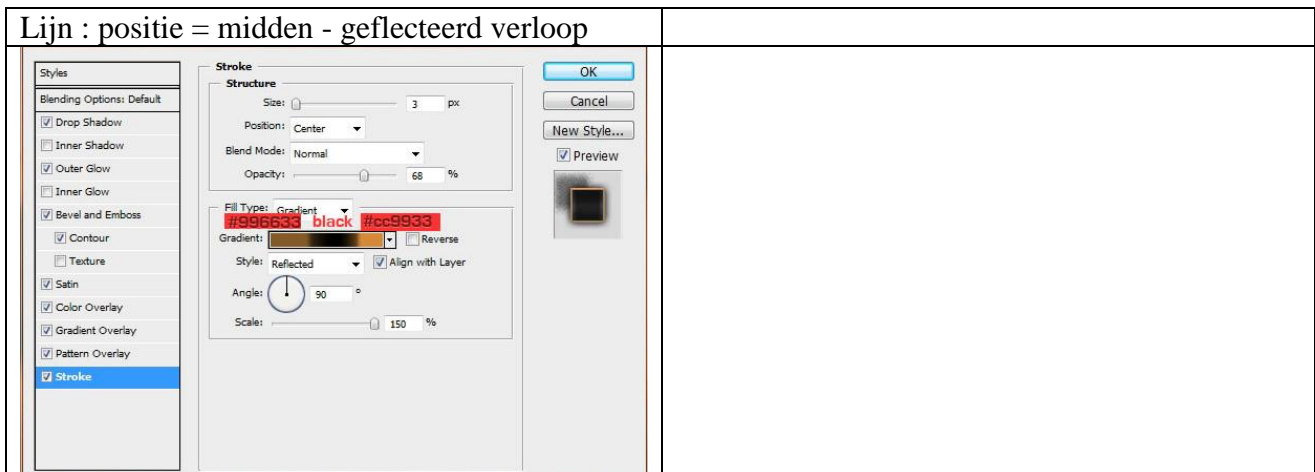 Lijn : positie = midden - geflecteerd verloop
Styles
Blending Options: Default
Drop Shadow
Inner Shadow
Outer Glow
Inner Glow
Bevel and Emboss
Contour
Texture
Satin
Color Overlay
Gradient Overlay
Pattern Overlay
Stroke
Stroke
Structure
Size: 3 px
Position: Center
Blend Mode: Normal
Opacity: 68 %
Fill Type: Gradient
#996633 black #cc9933
Gradient: Reverse
Style: Reflected Align with Layer
Angle: 90 °
Scale: 150 %
OK
Cancel
New Style...
Preview